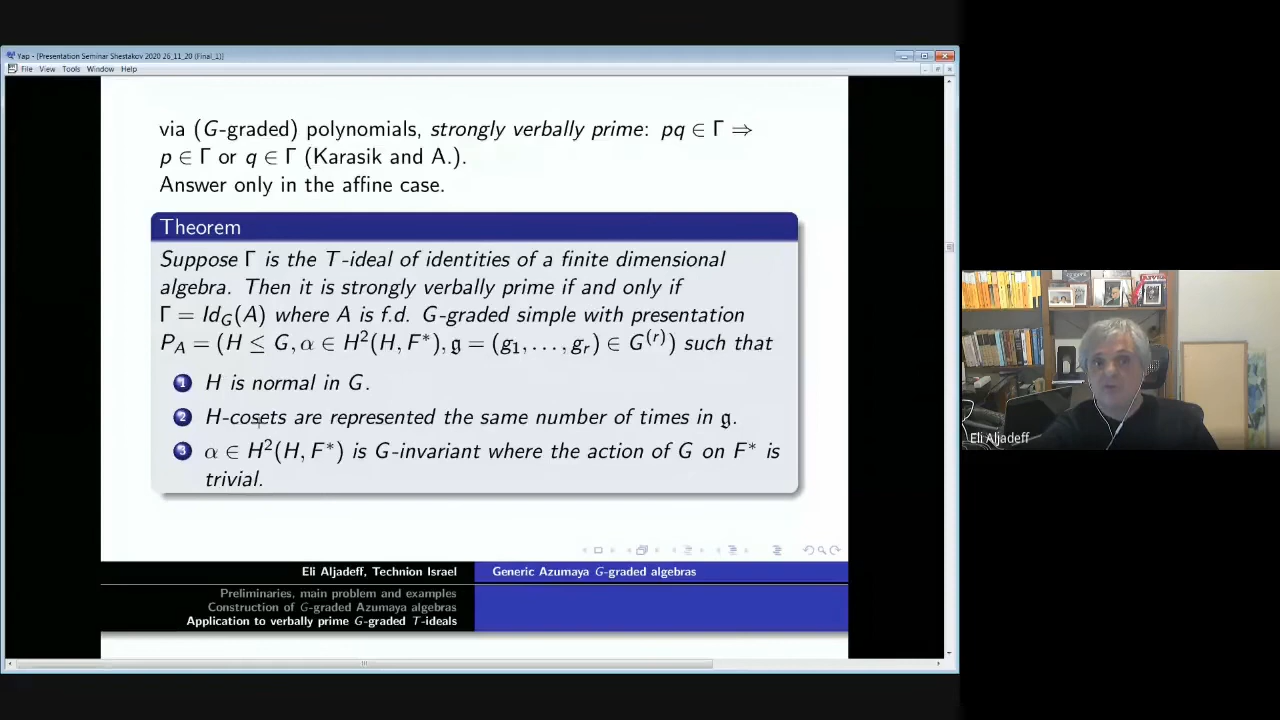 Yap - [Presentation Seminar Shestakov 2020 26_11_20 (Final_1)]
File View Tools Window Help
via (G-graded) polynomials, strongly verbally prime: pq ∈ Γ ⇒
p ∈ Γ or q ∈ Γ (Karasik and A.).
Answer only in the affine case.
Theorem
Suppose Γ is the T-ideal of identities of a finite dimensional
algebra. Then it is strongly verbally prime if and only if
Γ = Id_G(A) where A is f.d. G-graded simple with presentation
P_A = (H ≤ G, α ∈ H²(H, F*), 𝔤 = (g₁, . . . , gᵣ) ∈ G⁽ʳ⁾) such that
1 H is normal in G.
2 H-cosets are represented the same number of times in 𝔤.
3 α ∈ H²(H, F*) is G-invariant where the action of G on F* is
trivial.
Eli Aljadeff, Technion Israel Generic Azumaya G-graded algebras
Preliminaries, main problem and examples
Construction of G-graded Azumaya algebras
Application to verbally prime G-graded T-ideals
Eli Aljadeff